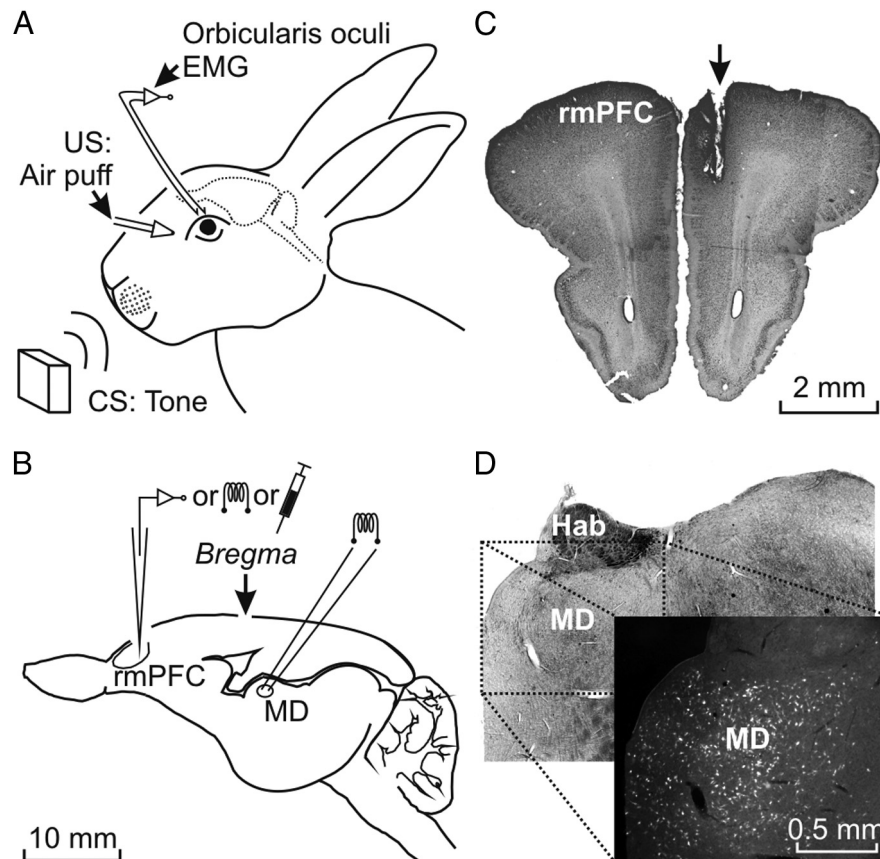 A
Orbicularis oculi
EMG
US:
Air puff
CS: Tone
B
or
or
Bregma
rmPFC
MD
10 mm
C
rmPFC
2 mm
D
Hab
MD
MD
0.5 mm